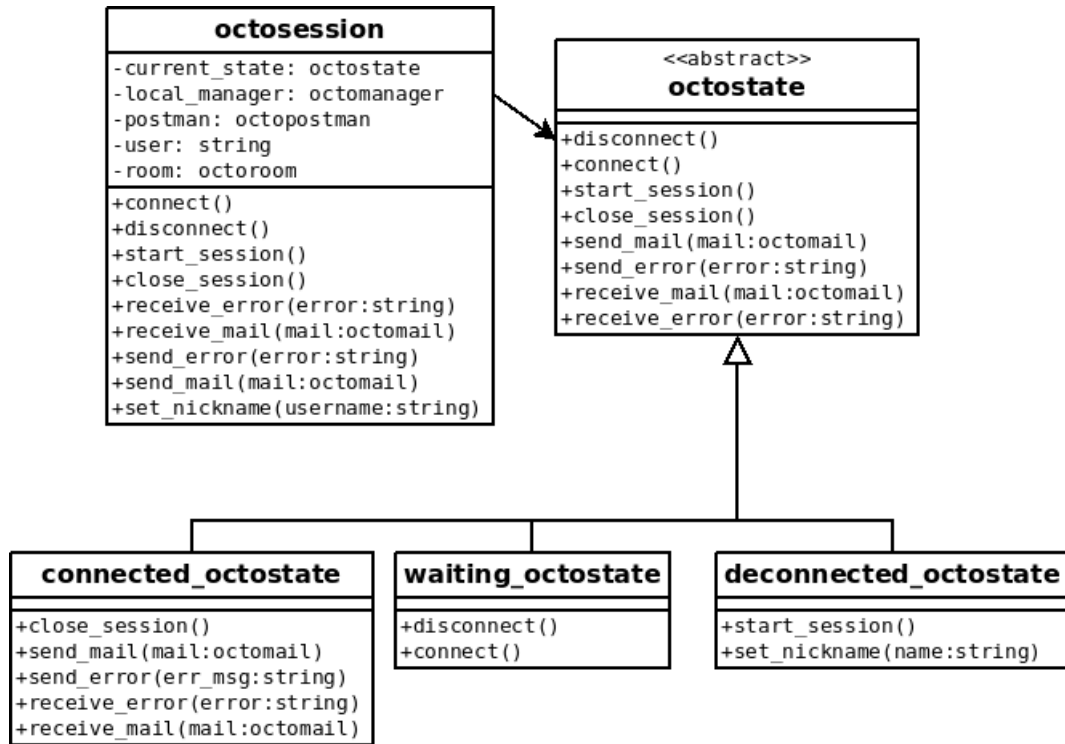 octosession
-current_state: octostate
-local_manager: octomanager
-postman: octopostman
-user: string
-room: octoroom
+connect()
+disconnect()
+start_session()
+close_session()
+receive_error(error:string)
+receive_mail(mail:octomail)
+send_error(error:string)
+send_mail(mail:octomail)
+set_nickname(username:string)
<<abstract>>
octostate
+disconnect()
+connect()
+start_session()
+close_session()
+send_mail(mail:octomail)
+send_error(error:string)
+receive_mail(mail:octomail)
+receive_error(error:string)
connected_octostate
+close_session()
+send_mail(mail:octomail)
+send_error(err_msg:string)
+receive_error(error:string)
+receive_mail(mail:octomail)
waiting_octostate
+disconnect()
+connect()
deconnected_octostate
+start_session()
+set_nickname(name:string)